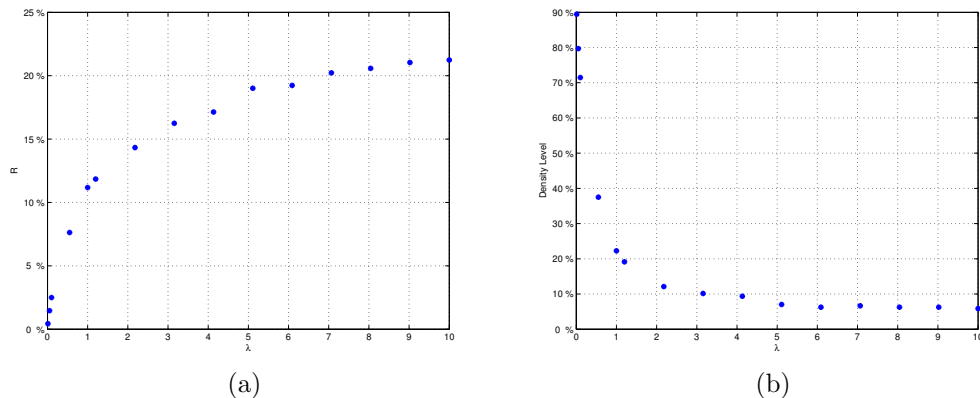 25 %
20 %
15 %
10 %
5 %
0 %
R
0 1 2 3 4 5 6 7 8 9 10
λ
(a)
90 %
80 %
70 %
60 %
50 %
40 %
30 %
20 %
10 %
0 %
Density Level
0 1 2 3 4 5 6 7 8 9 10
λ
(b)